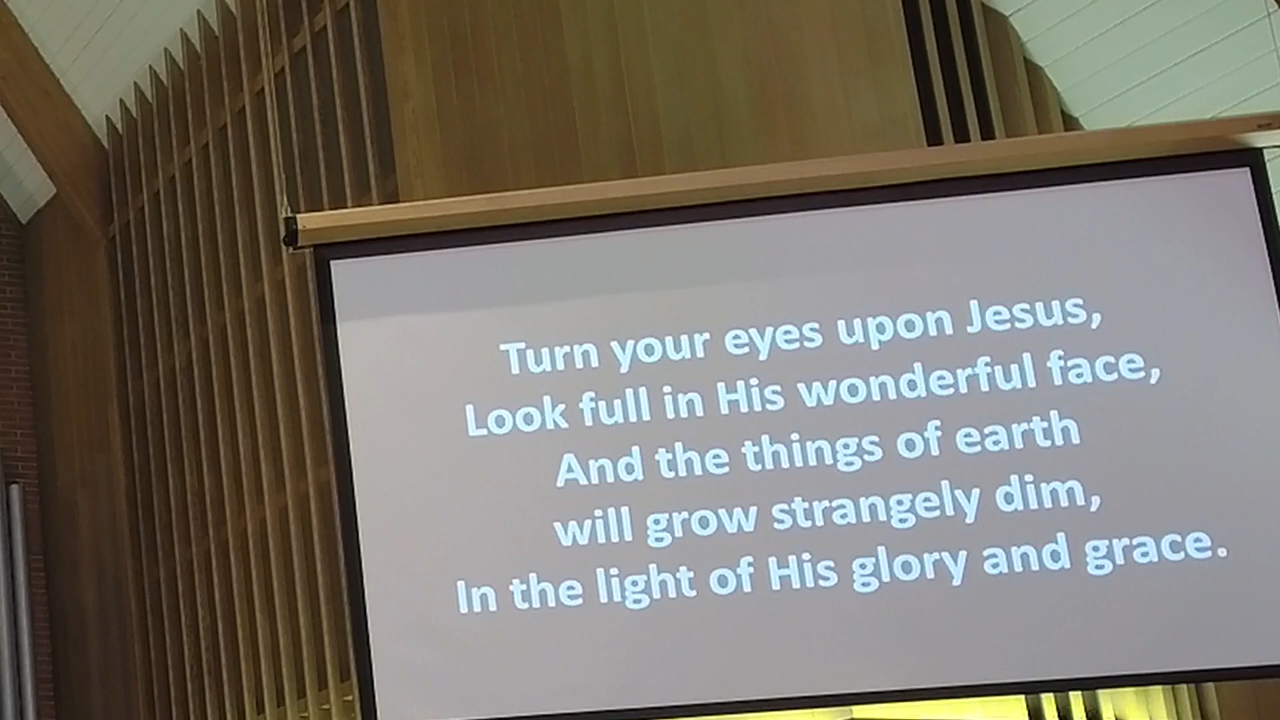 Turn your eyes upon Jesus,
Look full in His wonderful face,
And the things of earth
will grow strangely dim,
In the light of His glory and grace.